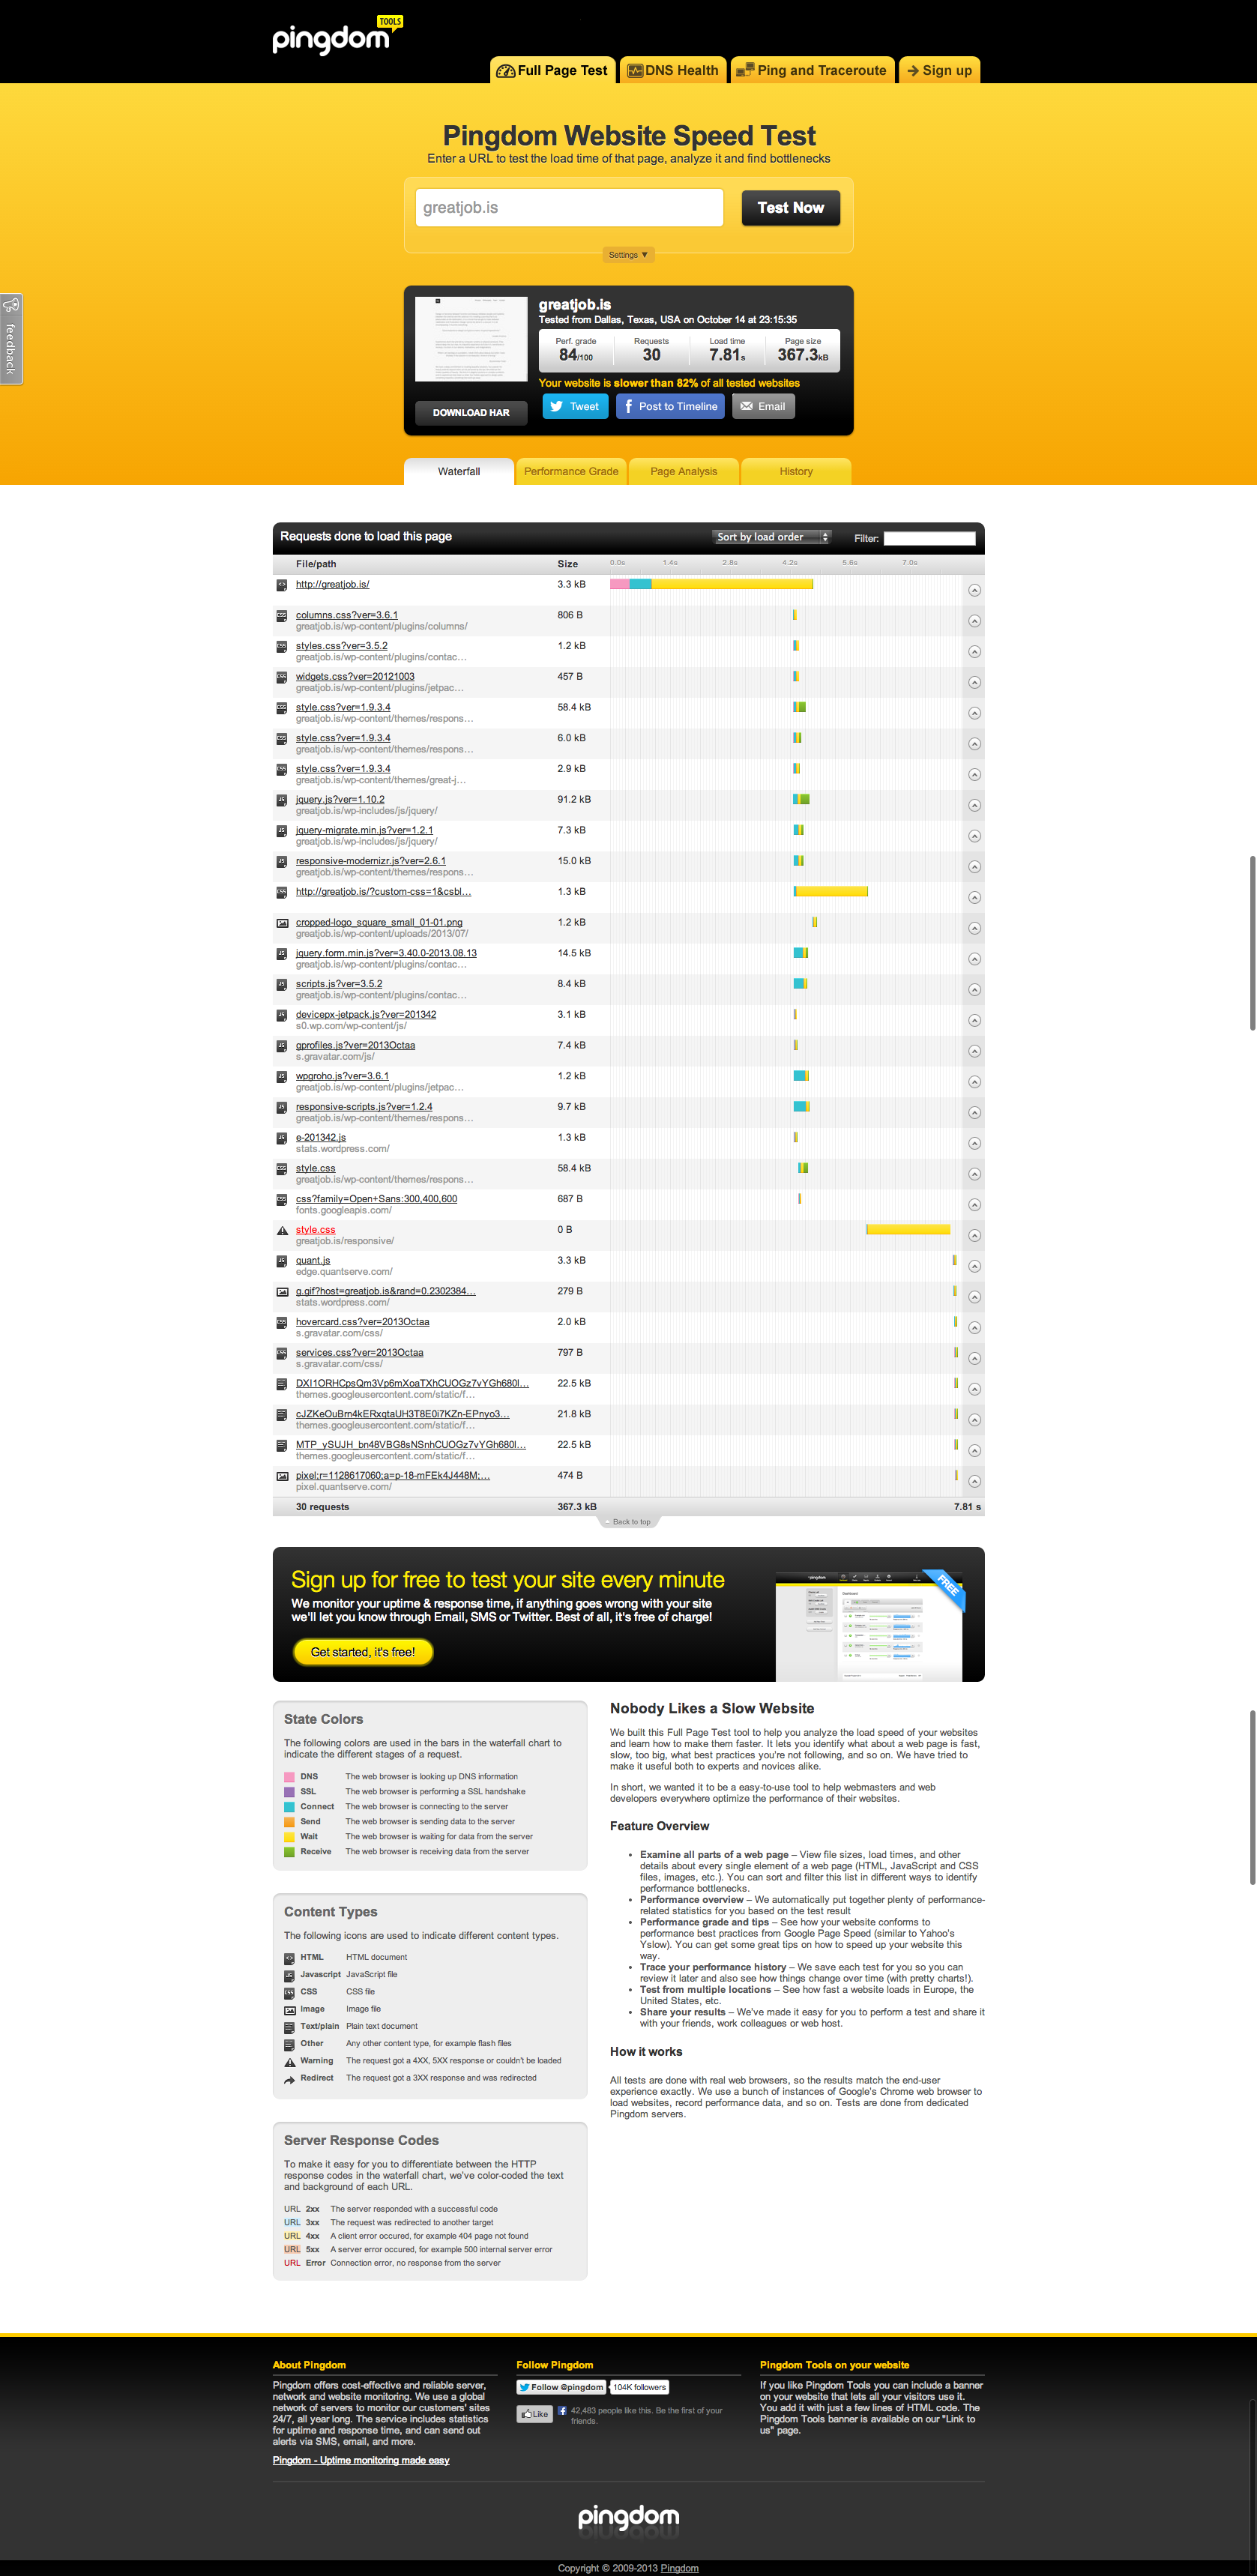 pingdom
TOOLS
Full Page Test
DNS Health
Ping and Traceroute
Sign up
Pingdom Website Speed Test
Enter a URL to test the load time of that page, analyze it and find bottlenecks
greatjob.is
Test Now
Settings ▼
feedback
greatjob.is
Tested from Dallas, Texas, USA on October 14 at 23:15:35
Perf. grade Requests Load time Page size
84/100 30 7.81s 367.3kB
Your website is slower than 82% of all tested websites
DOWNLOAD HAR
Tweet
Post to Timeline
Email
Waterfall
Performance Grade
Page Analysis
History
Requests done to load this page
Sort by load order
Filter:
File/path Size 0.0s 1.4s 2.8s 4.2s 5.6s 7.0s
http://greatjob.is/ 3.3 kB
columns.css?ver=3.6.1 806 B
greatjob.is/wp-content/plugins/columns/
styles.css?ver=3.5.2 1.2 kB
greatjob.is/wp-content/plugins/contac...
widgets.css?ver=20121003 457 B
greatjob.is/wp-content/plugins/jetpac...
style.css?ver=1.9.3.4 58.4 kB
greatjob.is/wp-content/themes/respons...
style.css?ver=1.9.3.4 6.0 kB
greatjob.is/wp-content/themes/respons...
style.css?ver=1.9.3.4 2.9 kB
greatjob.is/wp-content/themes/great-j...
jquery.js?ver=1.10.2 91.2 kB
greatjob.is/wp-includes/js/jquery/
jquery-migrate.min.js?ver=1.2.1 7.3 kB
greatjob.is/wp-includes/js/jquery/
responsive-modernizr.js?ver=2.6.1 15.0 kB
greatjob.is/wp-content/themes/respons...
http://greatjob.is/?custom-css=1&csbl... 1.3 kB
cropped-logo_square_small_01-01.png 1.2 kB
greatjob.is/wp-content/uploads/2013/07/
jquery.form.min.js?ver=3.40.0-2013.08.13 14.5 kB
greatjob.is/wp-content/plugins/contac...
scripts.js?ver=3.5.2 8.4 kB
greatjob.is/wp-content/plugins/contac...
devicepx-jetpack.js?ver=201342 3.1 kB
s0.wp.com/wp-content/js/
gprofiles.js?ver=2013Octaa 7.4 kB
s.gravatar.com/js/
wpgroho.js?ver=3.6.1 1.2 kB
greatjob.is/wp-content/plugins/jetpac...
responsive-scripts.js?ver=1.2.4 9.7 kB
greatjob.is/wp-content/themes/respons...
e-201342.js 1.3 kB
stats.wordpress.com/
style.css 58.4 kB
greatjob.is/wp-content/themes/respons...
css?family=Open+Sans:300,400,600 687 B
fonts.googleapis.com/
style.css 0 B
greatjob.is/responsive/
quant.js 3.3 kB
edge.quantserve.com/
g.gif?host=greatjob.is&rand=0.2302384... 279 B
stats.wordpress.com/
hovercard.css?ver=2013Octaa 2.0 kB
s.gravatar.com/css/
services.css?ver=2013Octaa 797 B
s.gravatar.com/css/
DXI1ORHCpsQm3Vp6mXoaTXhCUOGz7vYGh680l... 22.5 kB
themes.googleusercontent.com/static/f...
cJZKeOuBrn4kERxqtaUH3T8E0i7KZn-EPnyo3... 21.8 kB
themes.googleusercontent.com/static/f...
MTP_ySUJH_bn48VBG8sNSnhCUOGz7vYGh680l... 22.5 kB
themes.googleusercontent.com/static/f...
pixel;r=1128617060;a=p-18-mFEk4J448M;... 474 B
pixel.quantserve.com/
30 requests 367.3 kB 7.81 s
Back to top
Sign up for free to test your site every minute
We monitor your uptime & response time, if anything goes wrong with your site
we'll let you know through Email, SMS or Twitter. Best of all, it's free of charge!
Get started, it's free!
FREE
State Colors
The following colors are used in the bars in the waterfall chart to
indicate the different stages of a request.
DNS The web browser is looking up DNS information
SSL The web browser is performing a SSL handshake
Connect The web browser is connecting to the server
Send The web browser is sending data to the server
Wait The web browser is waiting for data from the server
Receive The web browser is receiving data from the server
Content Types
The following icons are used to indicate different content types.
HTML HTML document
Javascript JavaScript file
CSS CSS file
Image Image file
Text/plain Plain text document
Other Any other content type, for example flash files
Warning The request got a 4XX, 5XX response or couldn't be loaded
Redirect The request got a 3XX response and was redirected
Server Response Codes
To make it easy for you to differentiate between the HTTP
response codes in the waterfall chart, we've color-coded the text
and background of each URL.
URL 2xx The server responded with a successful code
URL 3xx The request was redirected to another target
URL 4xx A client error occured, for example 404 page not found
URL 5xx A server error occured, for example 500 internal server error
URL Error Connection error, no response from the server
Nobody Likes a Slow Website
We built this Full Page Test tool to help you analyze the load speed of your websites
and learn how to make them faster. It lets you identify what about a web page is fast,
slow, too big, what best practices you're not following, and so on. We have tried to
make it useful both to experts and novices alike.
In short, we wanted it to be a easy-to-use tool to help webmasters and web
developers everywhere optimize the performance of their websites.
Feature Overview
• Examine all parts of a web page – View file sizes, load times, and other
details about every single element of a web page (HTML, JavaScript and CSS
files, images, etc.). You can sort and filter this list in different ways to identify
performance bottlenecks.
• Performance overview – We automatically put together plenty of performance-
related statistics for you based on the test result
• Performance grade and tips – See how your website conforms to
performance best practices from Google Page Speed (similar to Yahoo's
Yslow). You can get some great tips on how to speed up your website this
way.
• Trace your performance history – We save each test for you so you can
review it later and also see how things change over time (with pretty charts!).
• Test from multiple locations – See how fast a website loads in Europe, the
United States, etc.
• Share your results – We've made it easy for you to perform a test and share it
with your friends, work colleagues or web host.
How it works
All tests are done with real web browsers, so the results match the end-user
experience exactly. We use a bunch of instances of Google's Chrome web browser to
load websites, record performance data, and so on. Tests are done from dedicated
Pingdom servers.
About Pingdom
Pingdom offers cost-effective and reliable server,
network and website monitoring. We use a global
network of servers to monitor our customers' sites
24/7, all year long. The service includes statistics
for uptime and response time, and can send out
alerts via SMS, email, and more.
Pingdom - Uptime monitoring made easy
Follow Pingdom
Follow @pingdom 104K followers
Like 42,483 people like this. Be the first of your
friends.
Pingdom Tools on your website
If you like Pingdom Tools you can include a banner
on your website that lets all your visitors use it.
You add it with just a few lines of HTML code. The
Pingdom Tools banner is available on our "Link to
us" page.
pingdom
Copyright © 2009-2013 Pingdom